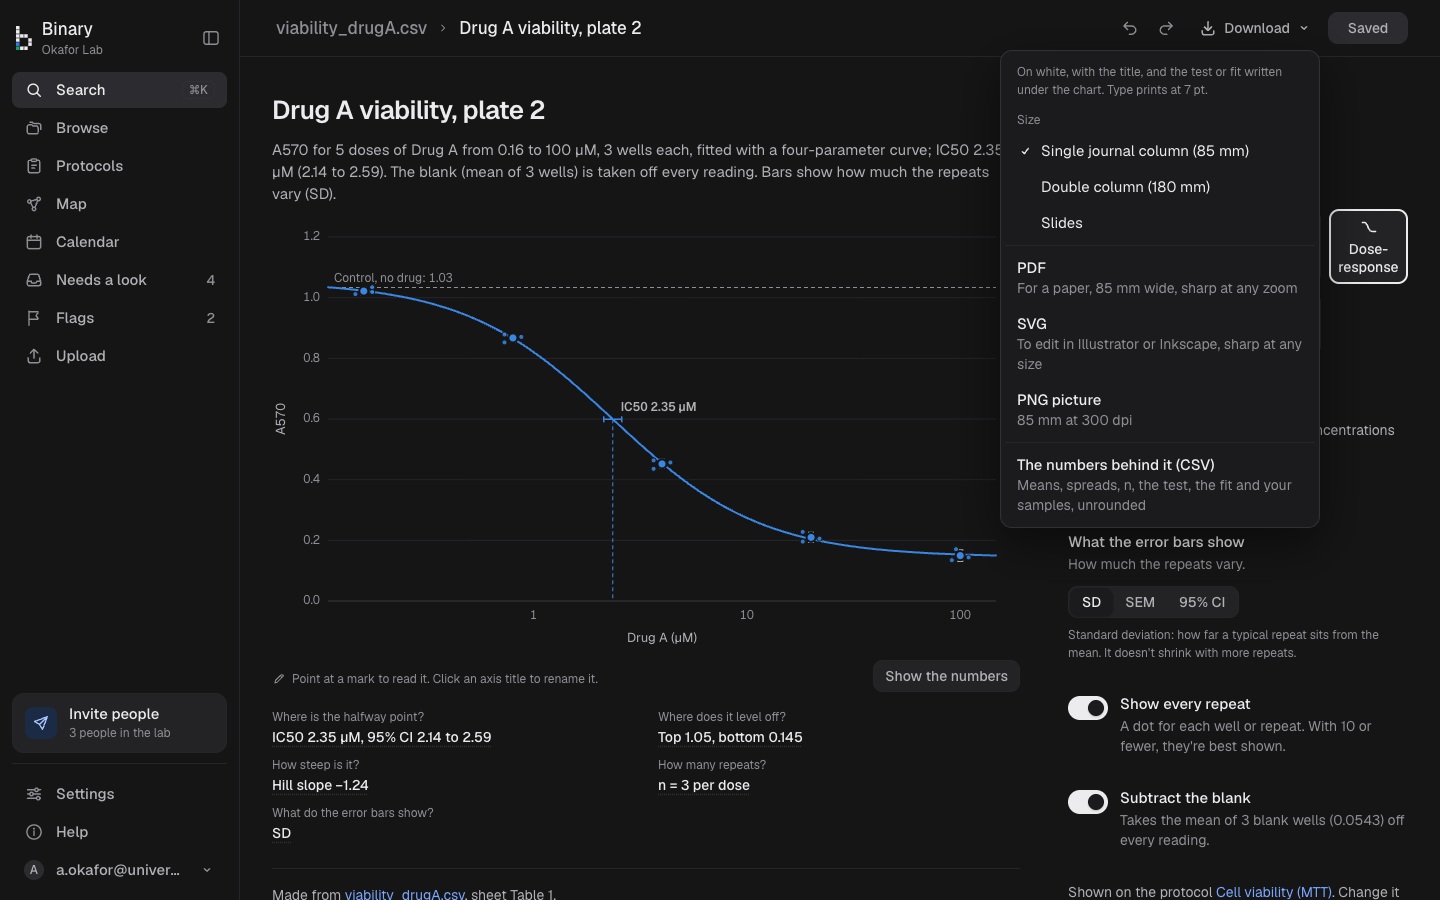 Binary
Okafor Lab
Search ⌘K
Browse
Protocols
Map
Calendar
Needs a look 4
Flags 2
Upload
Invite people
3 people in the lab
Settings
Help
A a.okafor@univer...
viability_drugA.csv › Drug A viability, plate 2
Download
Saved
Drug A viability, plate 2
A570 for 5 doses of Drug A from 0.16 to 100 µM, 3 wells each, fitted with a four-parameter curve; IC50 2.35
µM (2.14 to 2.59). The blank (mean of 3 wells) is taken off every reading. Bars show how much the repeats
vary (SD).
1.2
Control, no drug: 1.03
1.0
0.8
IC50 2.35 µM
0.6
A570
0.4
0.2
0.0
1 10 100
Drug A (µM)
Point at a mark to read it. Click an axis title to rename it.
Show the numbers
Where is the halfway point?
IC50 2.35 µM, 95% CI 2.14 to 2.59
Where does it level off?
Top 1.05, bottom 0.145
How steep is it?
Hill slope −1.24
How many repeats?
n = 3 per dose
What do the error bars show?
SD
Made from viability_drugA.csv, sheet Table 1.
On white, with the title, and the test or fit written
under the chart. Type prints at 7 pt.
Size
✓ Single journal column (85 mm)
Double column (180 mm)
Slides
PDF
For a paper, 85 mm wide, sharp at any zoom
SVG
To edit in Illustrator or Inkscape, sharp at any
size
PNG picture
85 mm at 300 dpi
The numbers behind it (CSV)
Means, spreads, n, the test, the fit and your
samples, unrounded
Dose-
response
What the error bars show
How much the repeats vary.
SD SEM 95% CI
Standard deviation: how far a typical repeat sits from the
mean. It doesn't shrink with more repeats.
Show every repeat
A dot for each well or repeat. With 10 or
fewer, they're best shown.
Subtract the blank
Takes the mean of 3 blank wells (0.0543) off
every reading.
Shown on the protocol Cell viability (MTT). Change it